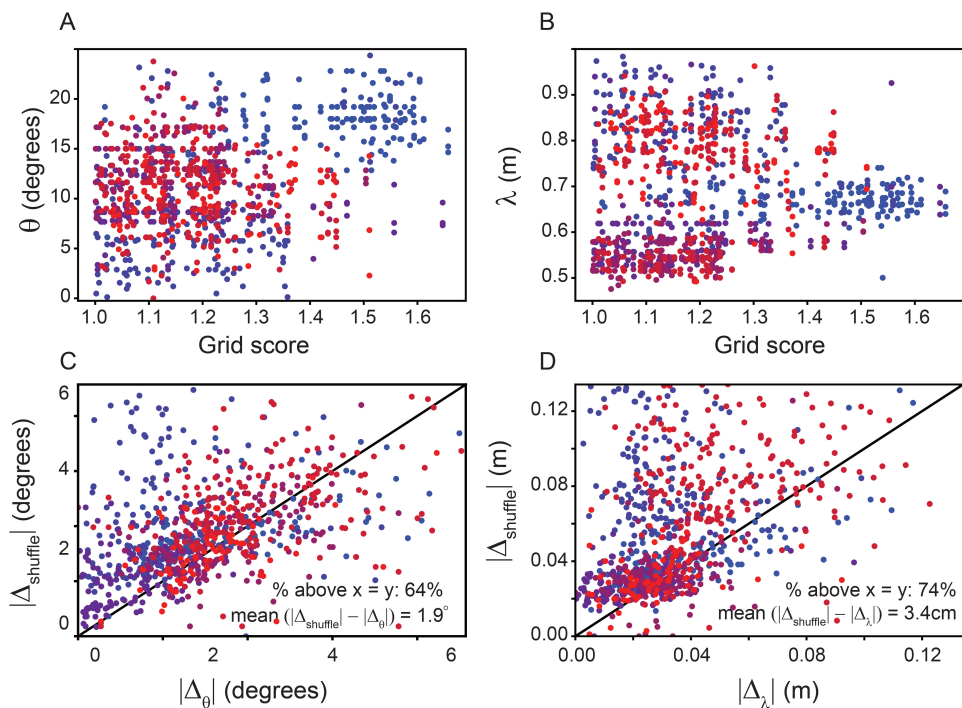 A
θ (degrees)
20
15
10
5
0
1.0 1.1 1.2 1.3 1.4 1.5 1.6
Grid score
B
λ (m)
0.9
0.8
0.7
0.6
0.5
1.0 1.1 1.2 1.3 1.4 1.5 1.6
Grid score
C
|Δshuffle| (degrees)
6
4
2
0
% above x = y: 64%
mean (|Δshuffle| – |Δθ|) = 1.9°
0 2 4 6
|Δθ| (degrees)
D
|Δshuffle| (m)
0.12
0.08
0.04
0.00
% above x = y: 74%
mean (|Δshuffle| – |Δλ|) = 3.4cm
0.00 0.04 0.08 0.12
|Δλ| (m)